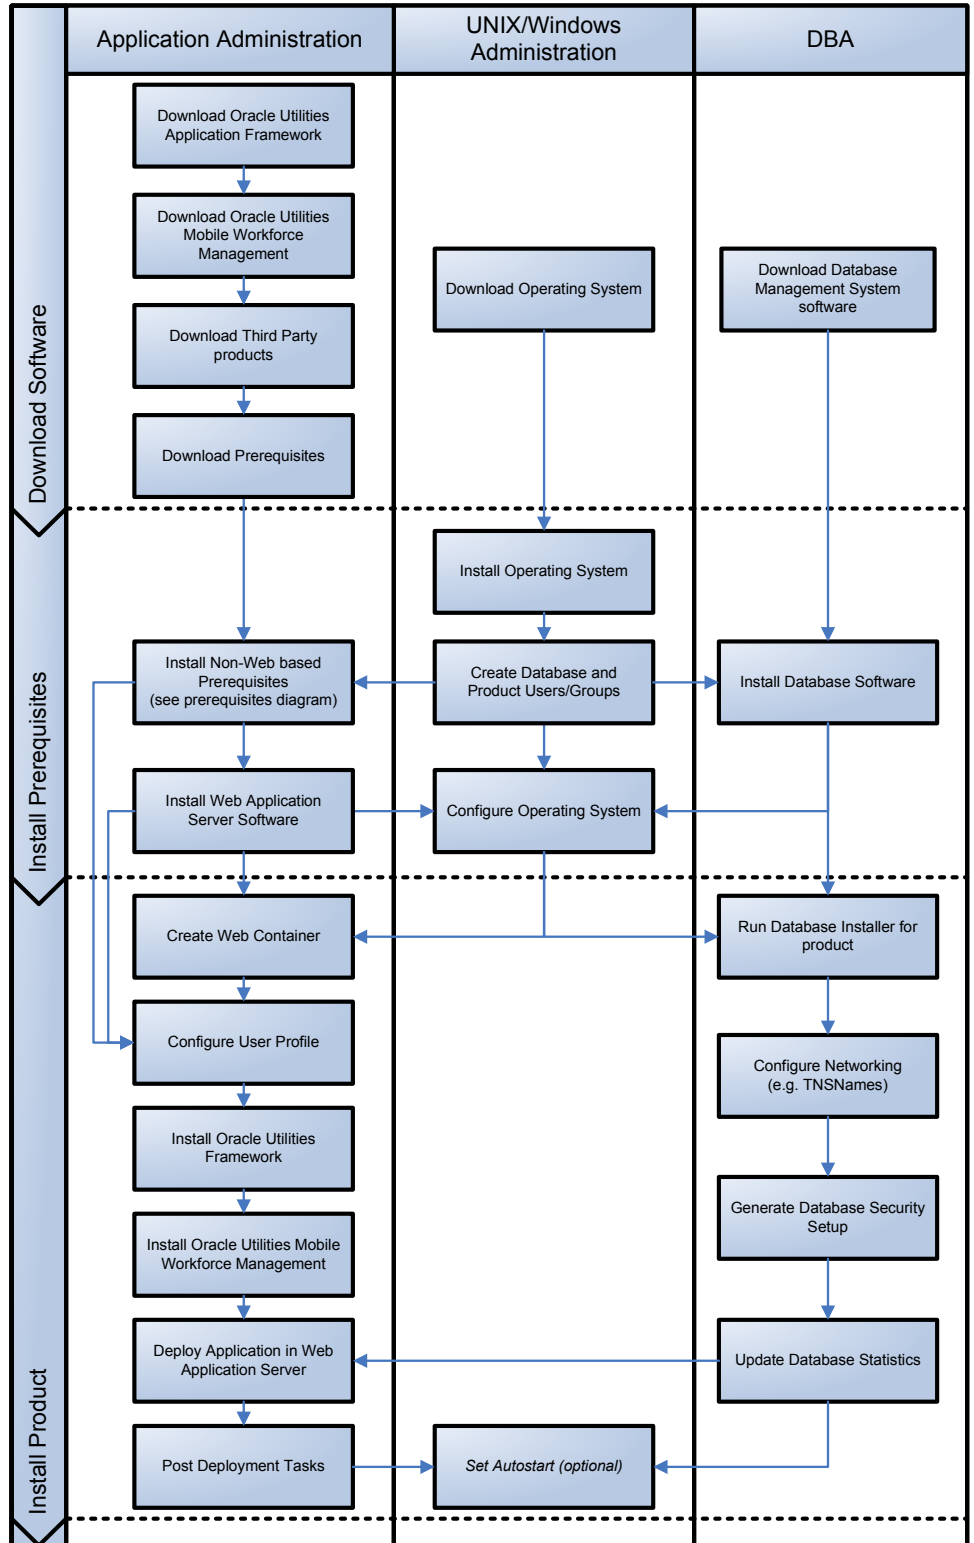 Application Administration
UNIX/Windows
Administration
DBA
Download Software
Download Oracle Utilities
Application Framework
Download Oracle Utilities
Mobile Workforce
Management
Download Operating System
Download Database
Management System
software
Download Third Party
products
Download Prerequisites
Install Prerequisites
Install Operating System
Install Non-Web based
Prerequisites
(see prerequisites diagram)
Create Database and
Product Users/Groups
Install Database Software
Install Web Application
Server Software
Configure Operating System
Install Product
Create Web Container
Run Database Installer for
product
Configure User Profile
Configure Networking
(e.g. TNSNames)
Install Oracle Utilities
Framework
Generate Database Security
Setup
Install Oracle Utilities Mobile
Workforce Management
Deploy Application in Web
Application Server
Update Database Statistics
Post Deployment Tasks
Set Autostart (optional)